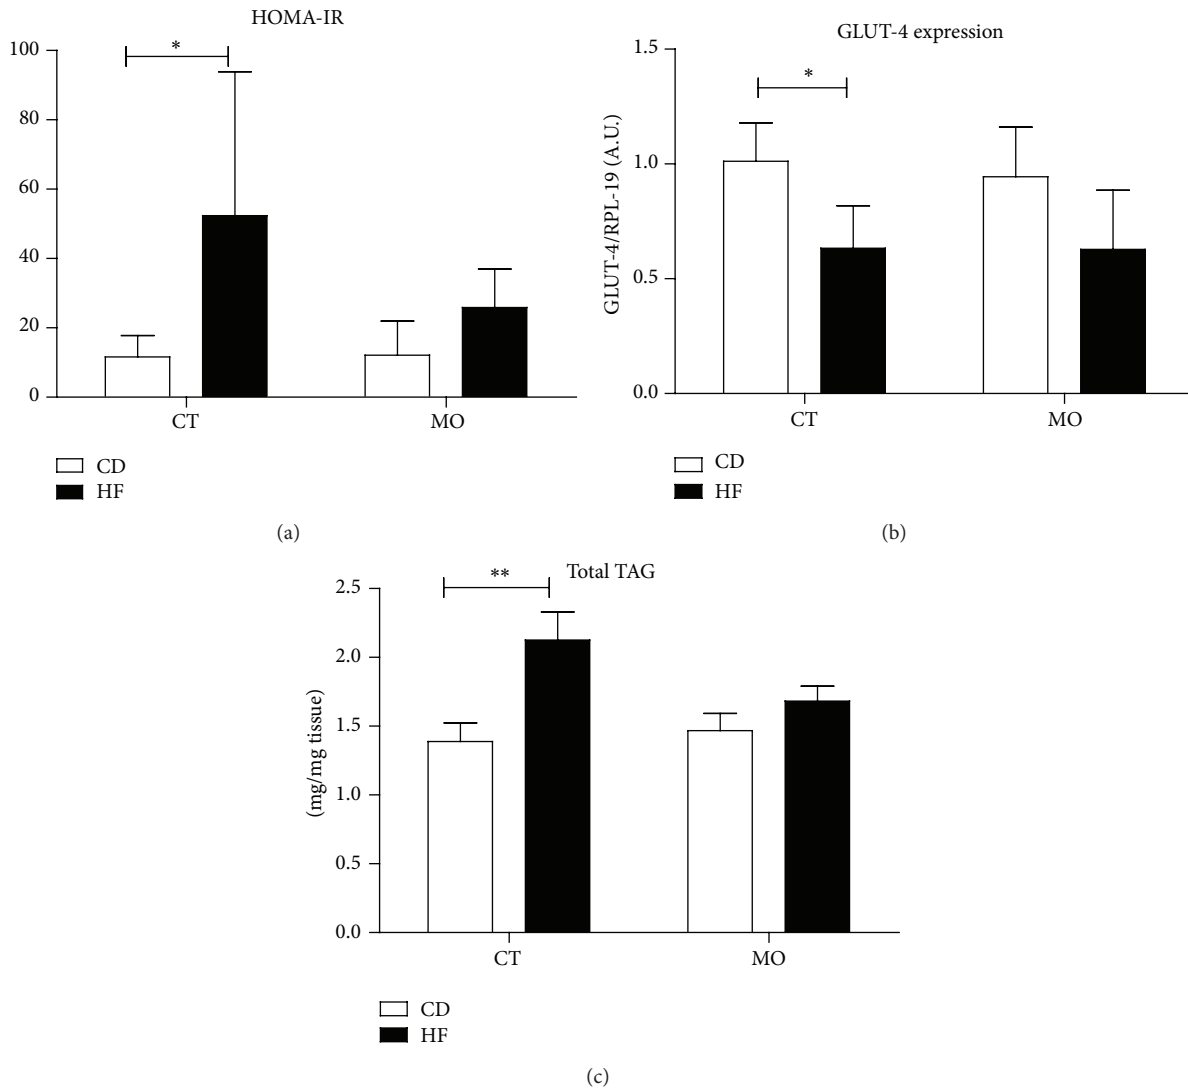 HOMA-IR
100
80
60
40
20
0
*
CT
MO
CD
HF
(a)
GLUT-4 expression
GLUT-4/RPL-19 (A.U.)
1.5
1.0
0.5
0.0
*
CT
MO
CD
HF
(b)
Total TAG
(mg/mg tissue)
2.5
2.0
1.5
1.0
0.5
0.0
**
CT
MO
CD
HF
(c)